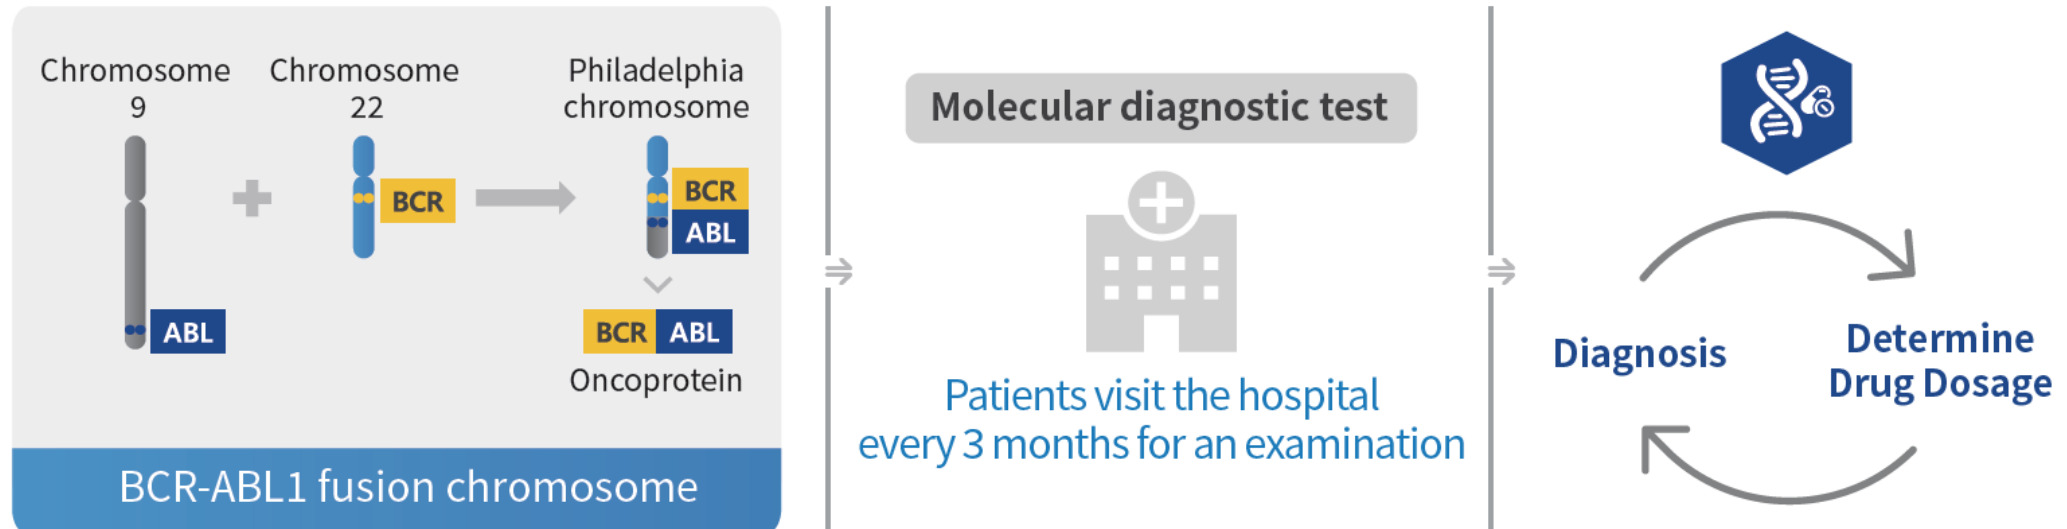 Chromosome
9
Chromosome
22
Philadelphia
chromosome
BCR
BCR
ABL
ABL
BCR ABL
Oncoprotein
BCR-ABL1 fusion chromosome
Molecular diagnostic test
Patients visit the hospital
every 3 months for an examination
Diagnosis
Determine
Drug Dosage